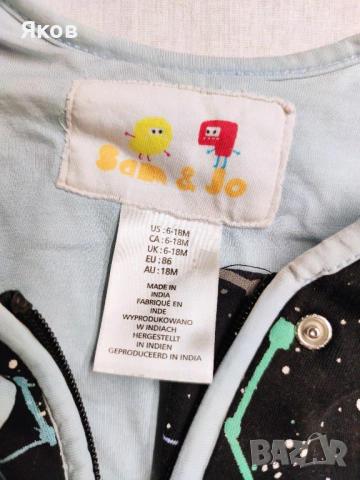 Яков
Sam & Jo
US : 6-18M
CA : 6-18M
UK : 6-18M
EU : 86
AU : 18M
MADE IN
INDIA
FABRIQUÉ EN
INDE
WYPRODUKOWANO
W INDIACH
HERGESTELLT
IN INDIEN
GEPRODUCEERD IN INDIA
BAZAR